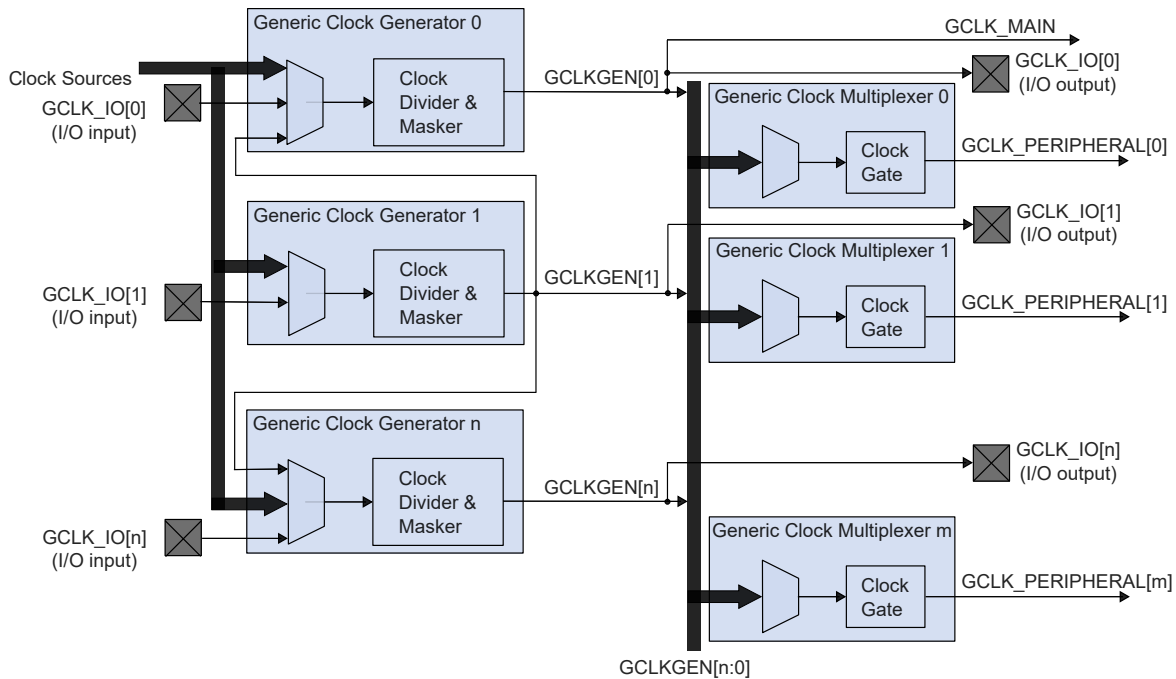 Generic Clock Generator 0
Clock Sources
GCLK_IO[0]
(I/O input)
Clock
Divider &
Masker
GCLKGEN[0]
GCLK_MAIN
GCLK_IO[0]
(I/O output)
Generic Clock Multiplexer 0
Clock
Gate
GCLK_PERIPHERAL[0]
Generic Clock Generator 1
GCLK_IO[1]
(I/O input)
Clock
Divider &
Masker
GCLKGEN[1]
GCLK_IO[1]
(I/O output)
Generic Clock Multiplexer 1
Clock
Gate
GCLK_PERIPHERAL[1]
Generic Clock Generator n
GCLK_IO[n]
(I/O input)
Clock
Divider &
Masker
GCLKGEN[n]
GCLK_IO[n]
(I/O output)
Generic Clock Multiplexer m
Clock
Gate
GCLK_PERIPHERAL[m]
GCLKGEN[n:0]